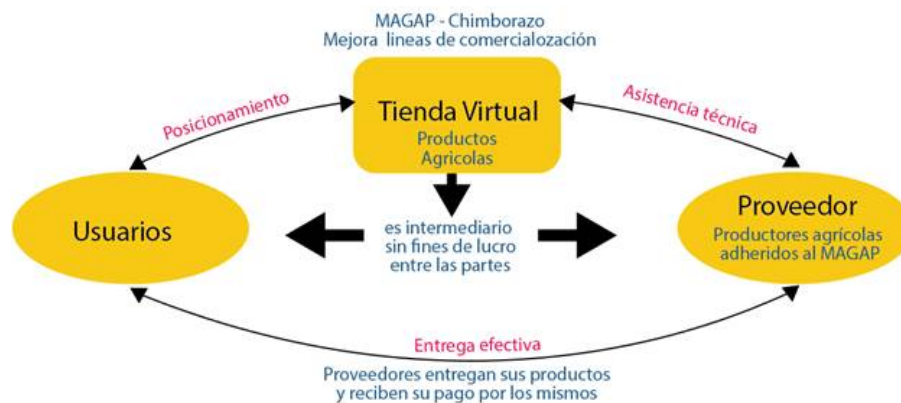 MAGAP - Chimborazo
Mejora lineas de comercialozación
Posicionamiento
Tienda Virtual
Productos
Agricolas
Asistencia técnica
Usuarios
es intermediario
sin fines de lucro
entre las partes
Proveedor
Productores agrícolas
adheridos al MAGAP
Entrega efectiva
Proveedores entregan sus productos
y reciben su pago por los mismos